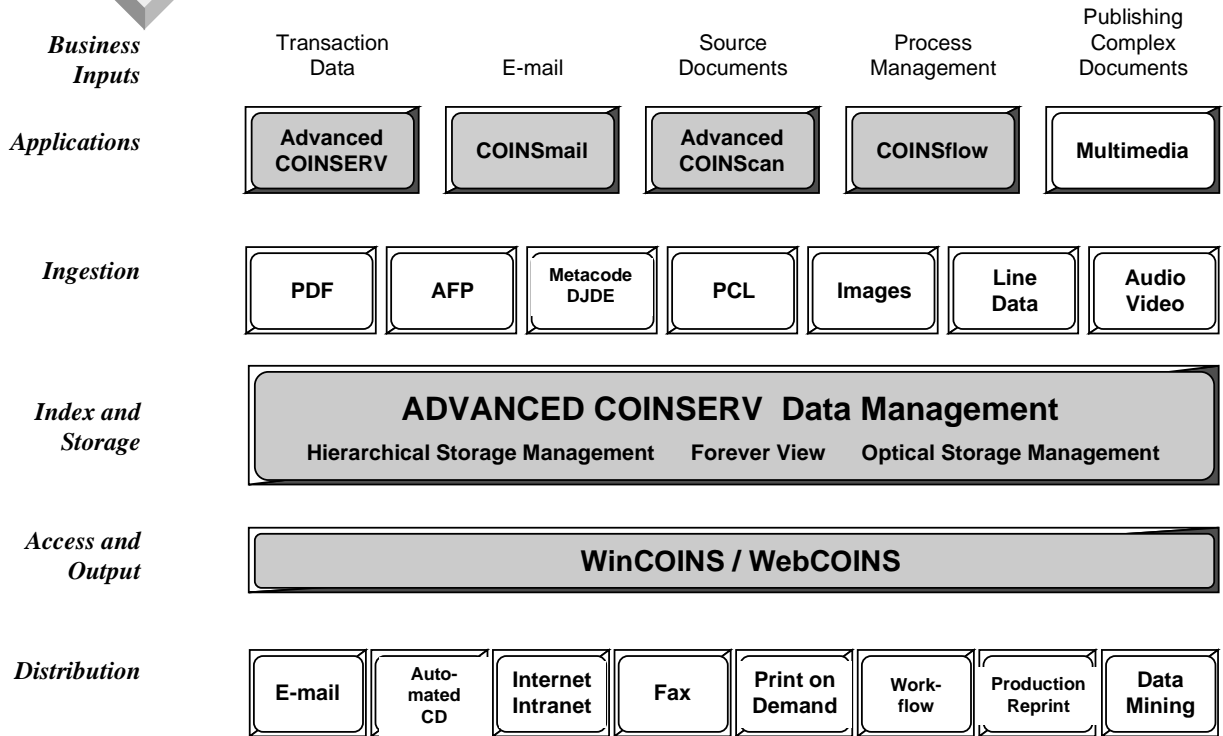 Business
Inputs
Transaction
Data
E-mail
Source
Documents
Process
Management
Publishing
Complex
Documents
Applications
Advanced
COINSERV
COINSmail
Advanced
COINScan
COINSflow
Multimedia
Ingestion
PDF
AFP
Metacode
DJDE
PCL
Images
Line
Data
Audio
Video
Index and
Storage
ADVANCED COINSERV Data Management
Hierarchical Storage Management Forever View Optical Storage Management
Access and
Output
WinCOINS / WebCOINS
Distribution
E-mail
Auto-
mated
CD
Internet
Intranet
Fax
Print on
Demand
Work-
flow
Production
Reprint
Data
Mining